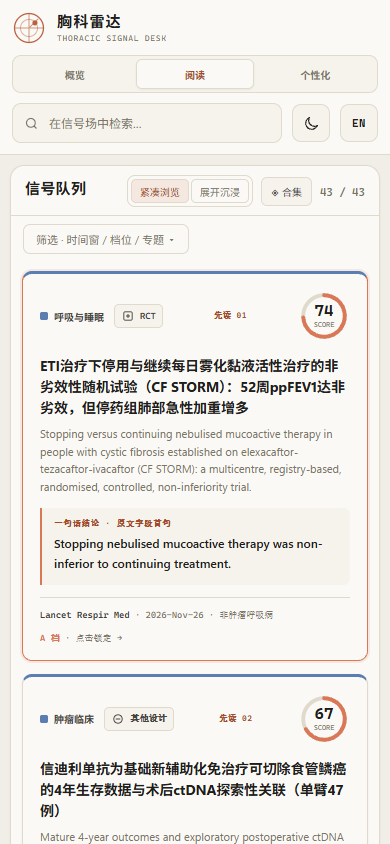 胸科雷达
THORACIC SIGNAL DESK
概览
阅读
个性化
在信号场中检索...
EN
信号队列
紧凑浏览
展开沉浸
◈ 合集
43 / 43
筛选 · 时间窗 / 档位 / 专题
呼吸与睡眠
RCT
先读 01
74
SCORE
ETI治疗下停用与继续每日雾化黏液活性治疗的非
劣效性随机试验（CF STORM）：52周ppFEV1达非
劣效，但停药组肺部急性加重增多
Stopping versus continuing nebulised mucoactive therapy in
people with cystic fibrosis established on elexacaftor-
tezacaftor-ivacaftor (CF STORM): a multicentre, registry-based,
randomised, controlled, non-inferiority trial.
一句话结论 · 原文字段首句
Stopping nebulised mucoactive therapy was non-
inferior to continuing treatment.
Lancet Respir Med · 2026-Nov-26 · 非肿瘤呼吸病
A 档 · 点击锁定 →
肿瘤临床
其他设计
先读 02
67
SCORE
信迪利单抗为基础新辅助化免治疗可切除食管鳞癌
的4年生存数据与术后ctDNA探索性关联（单臂47
例）
Mature 4-year outcomes and exploratory postoperative ctDNA